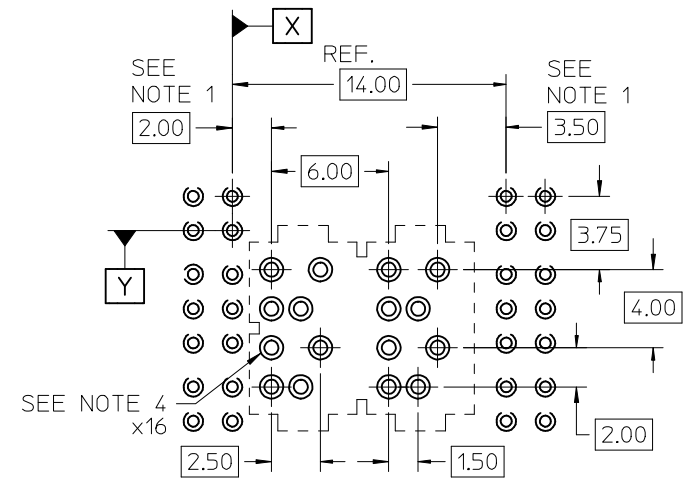 X
REF.
14.00
SEE
NOTE 1
SEE
NOTE 1
2.00
3.50
6.00
3.75
Y
4.00
SEE NOTE 4
x16
2.00
2.50
1.50